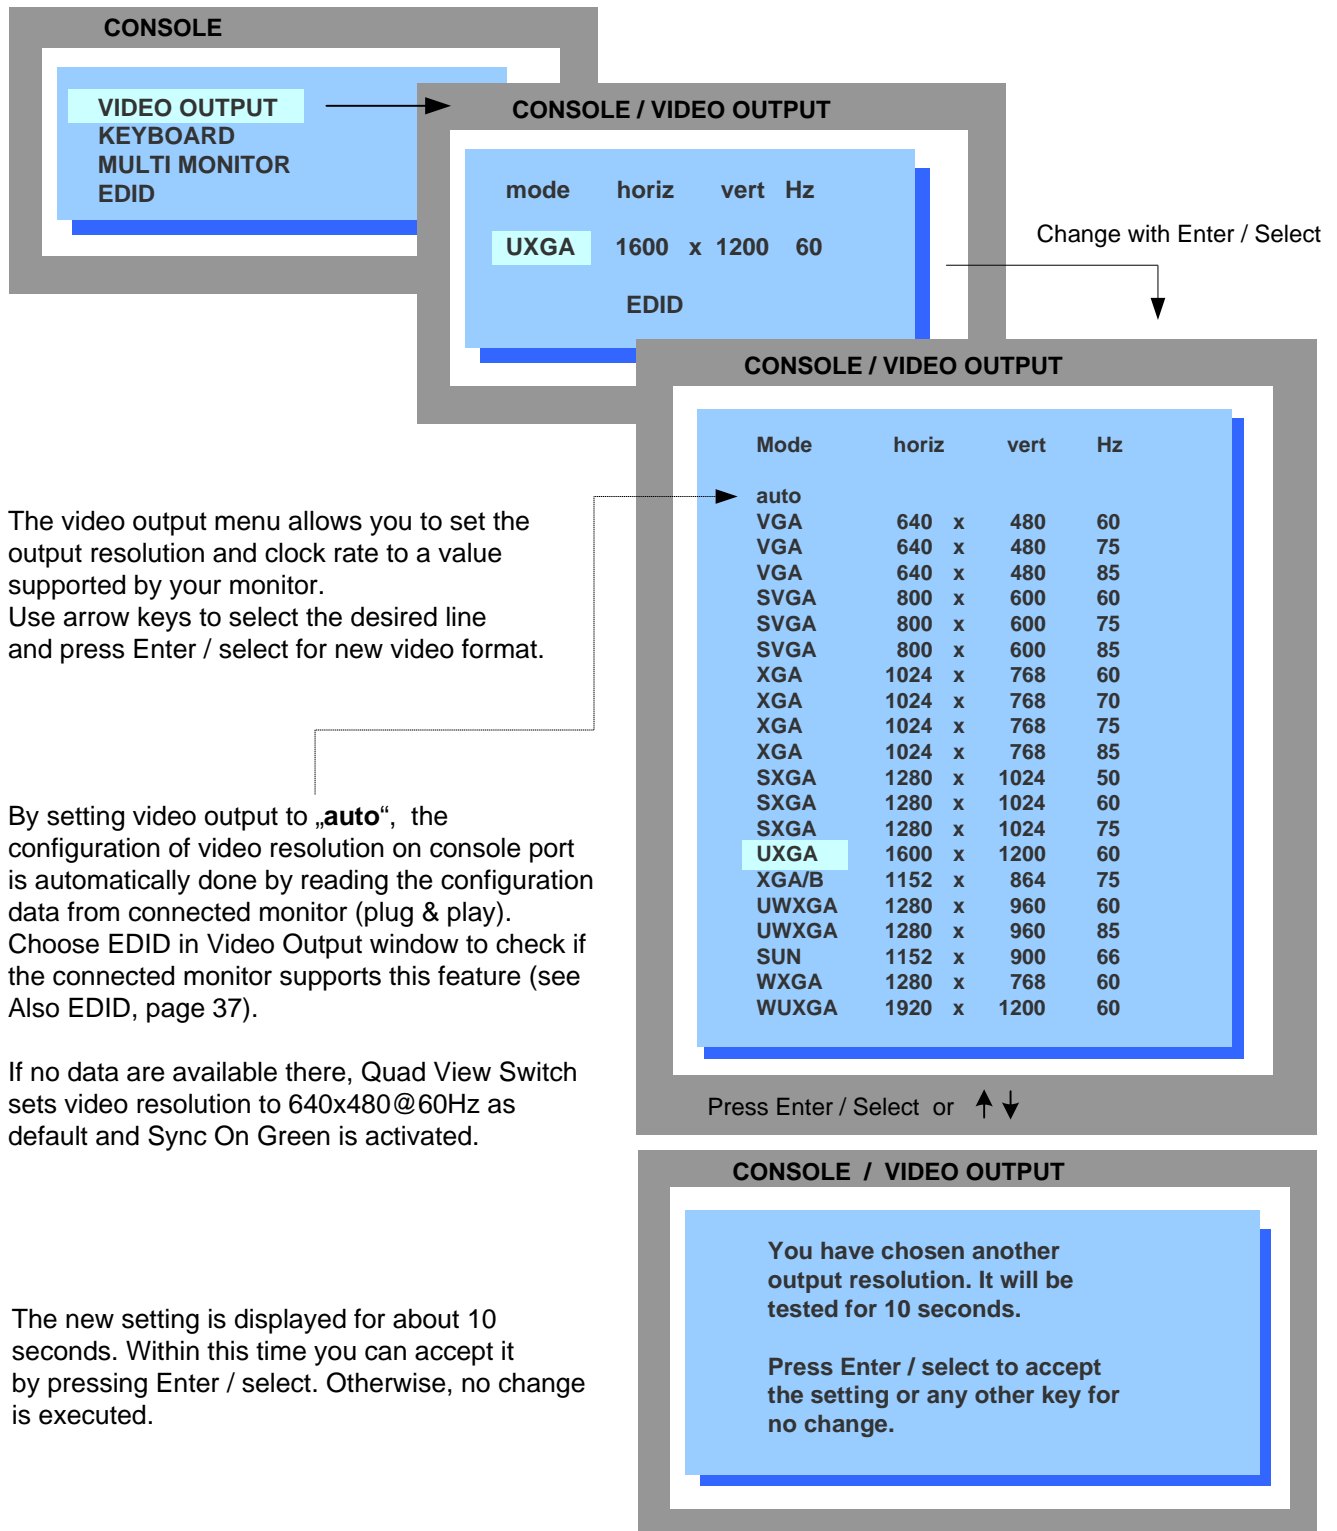 CONSOLE
VIDEO OUTPUT
KEYBOARD
MULTI MONITOR
EDID
CONSOLE / VIDEO OUTPUT
mode horiz vert Hz
UXGA 1600 x 1200 60
EDID
Change with Enter / Select
CONSOLE / VIDEO OUTPUT
Mode horiz vert Hz
auto
VGA 640 x 480 60
VGA 640 x 480 75
VGA 640 x 480 85
SVGA 800 x 600 60
SVGA 800 x 600 75
SVGA 800 x 600 85
XGA 1024 x 768 60
XGA 1024 x 768 70
XGA 1024 x 768 75
XGA 1024 x 768 85
SXGA 1280 x 1024 50
SXGA 1280 x 1024 60
SXGA 1280 x 1024 75
UXGA 1600 x 1200 60
XGA/B 1152 x 864 75
UWXGA 1280 x 960 60
UWXGA 1280 x 960 85
SUN 1152 x 900 66
WXGA 1280 x 768 60
WUXGA 1920 x 1200 60
Press Enter / Select or
The video output menu allows you to set the
output resolution and clock rate to a value
supported by your monitor.
Use arrow keys to select the desired line
and press Enter / select for new video format.
By setting video output to „auto“, the
configuration of video resolution on console port
is automatically done by reading the configuration
data from connected monitor (plug & play).
Choose EDID in Video Output window to check if
the connected monitor supports this feature (see
Also EDID, page 37).
If no data are available there, Quad View Switch
sets video resolution to 640x480@60Hz as
default and Sync On Green is activated.
CONSOLE / VIDEO OUTPUT
You have chosen another
output resolution. It will be
tested for 10 seconds.
Press Enter / select to accept
the setting or any other key for
no change.
The new setting is displayed for about 10
seconds. Within this time you can accept it
by pressing Enter / select. Otherwise, no change
is executed.